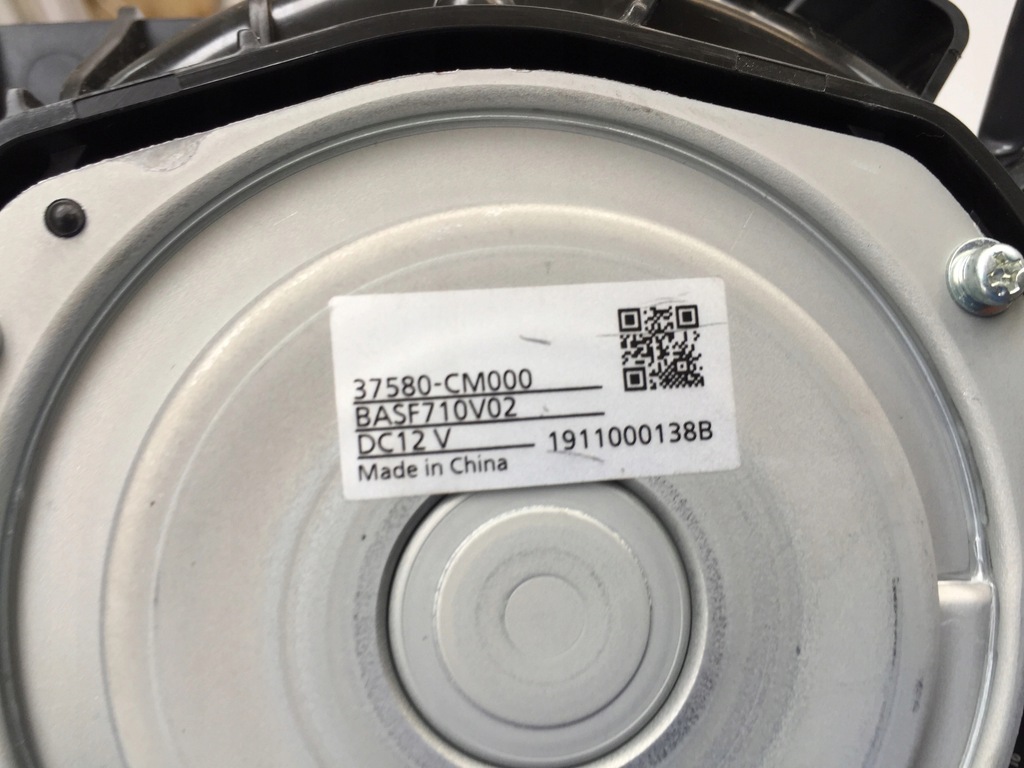 37580-CM000
BASF710V02
DC12 V
1911000138B
Made in China